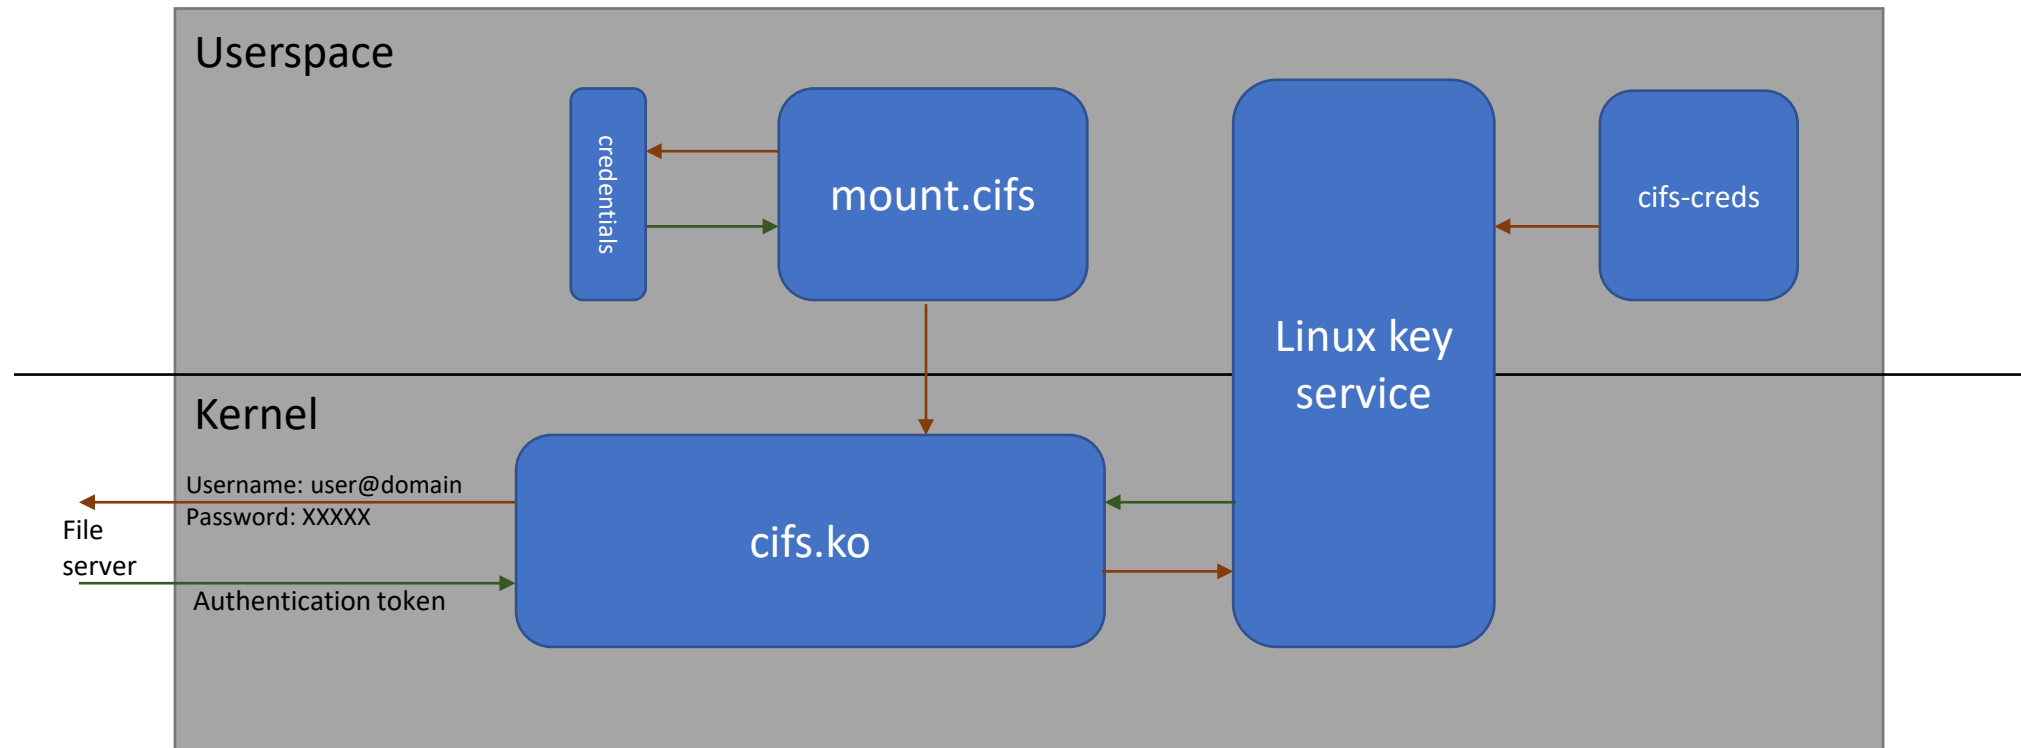 Userspace
credentials
mount.cifs
cifs-creds
Linux key
service
Kernel
Username: user@domain
Password: XXXXX
File
server
cifs.ko
Authentication token